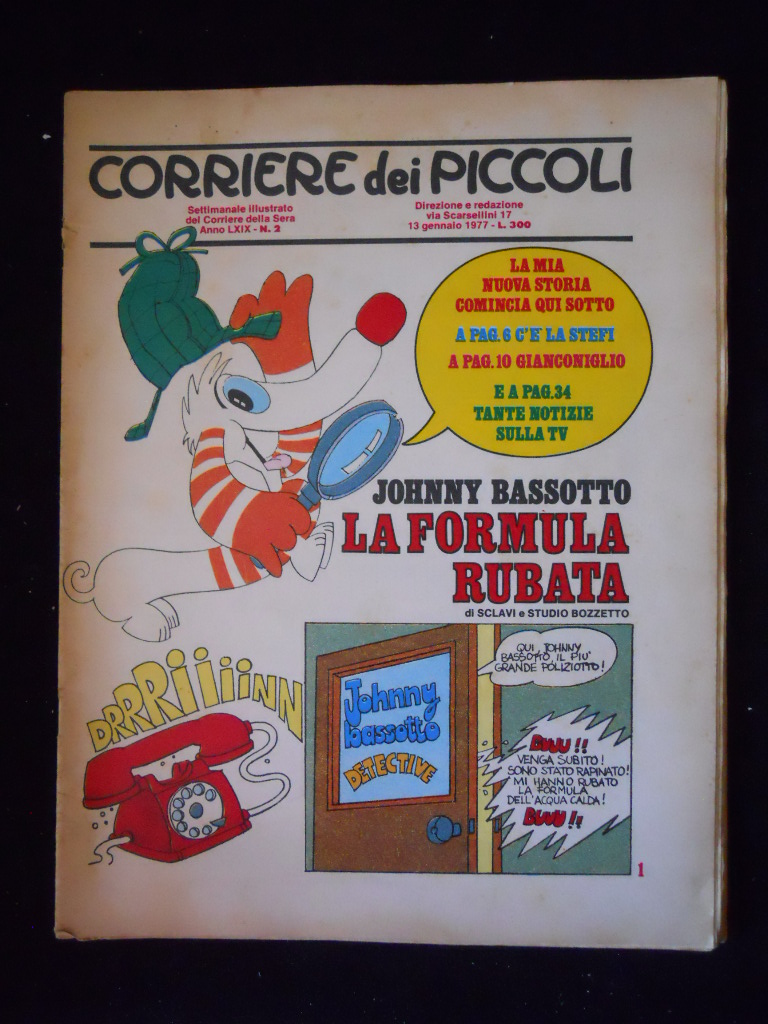 CORRIERE dei PICCOLI
Settimanale illustrato
del Corriere della Sera
Anno LXIX - N. 2
Direzione e redazione
via Scarsellini 17
13 gennaio 1977 - L. 300
LA MIA
NUOVA STORIA
COMINCIA QUI SOTTO
A PAG. 6 C'E' LA STEFI
A PAG. 10 GIANCONIGLIO
E A PAG. 34
TANTE NOTIZIE
SULLA TV
JOHNNY BASSOTTO
LA FORMULA
RUBATA
di SCLAVI e STUDIO BOZZETTO
DRRRiiiiiNN
Johnny
bassotto
DETECTIVE
QUI, JOHNNY
BASSOTTO, IL PIU'
GRANDE POLIZIOTTO!
BUUU!!
VENGA SUBITO!
SONO STATO RAPINATO!
MI HANNO RUBATO
LA FORMULA
DELL'ACQUA CALDA!
BUUU!!
1